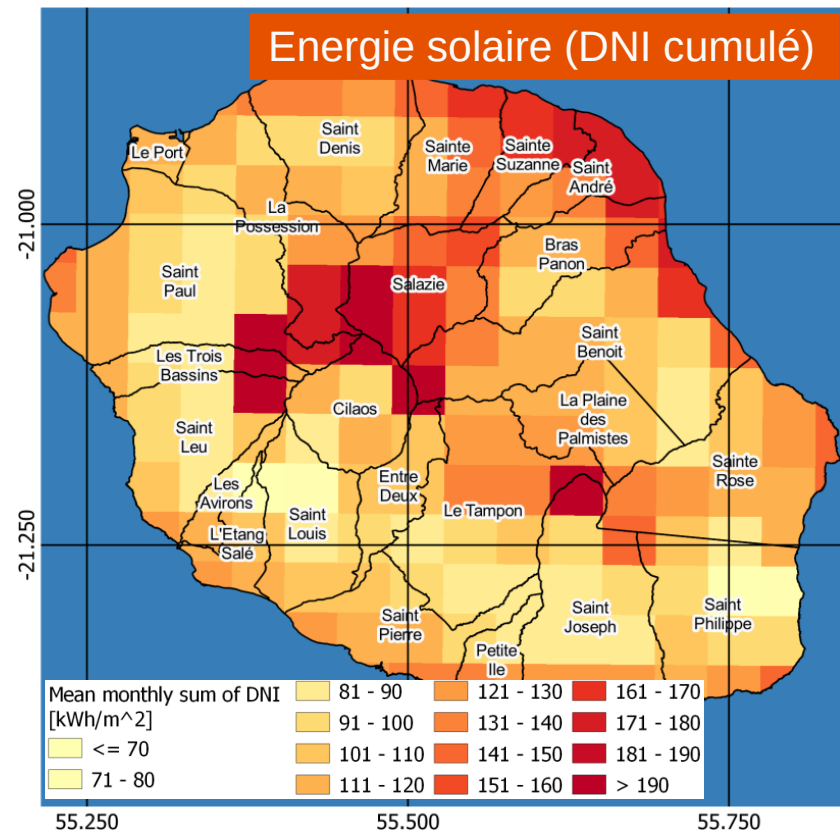 Energie solaire (DNI cumulé)
Saint
Denis
Le Port
Sainte
Marie
Sainte
Suzanne
Saint
André
-21.000
La
Possession
Bras
Panon
Saint
Paul
Salazie
Saint
Benoit
Les Trois
Bassins
Cilaos
La Plaine
des
Palmistes
Saint
Leu
Sainte
Rose
Entre
Deux
Les
Avirons
Le Tampon
Saint
Louis
-21.250
L'Etang
Salé
Saint
Pierre
Saint
Joseph
Saint
Philippe
Petite
Ile
Mean monthly sum of DNI
[kWh/m^2]
<= 70
71 - 80
81 - 90
91 - 100
101 - 110
111 - 120
121 - 130
131 - 140
141 - 150
151 - 160
161 - 170
171 - 180
181 - 190
> 190
55.250
55.500
55.750